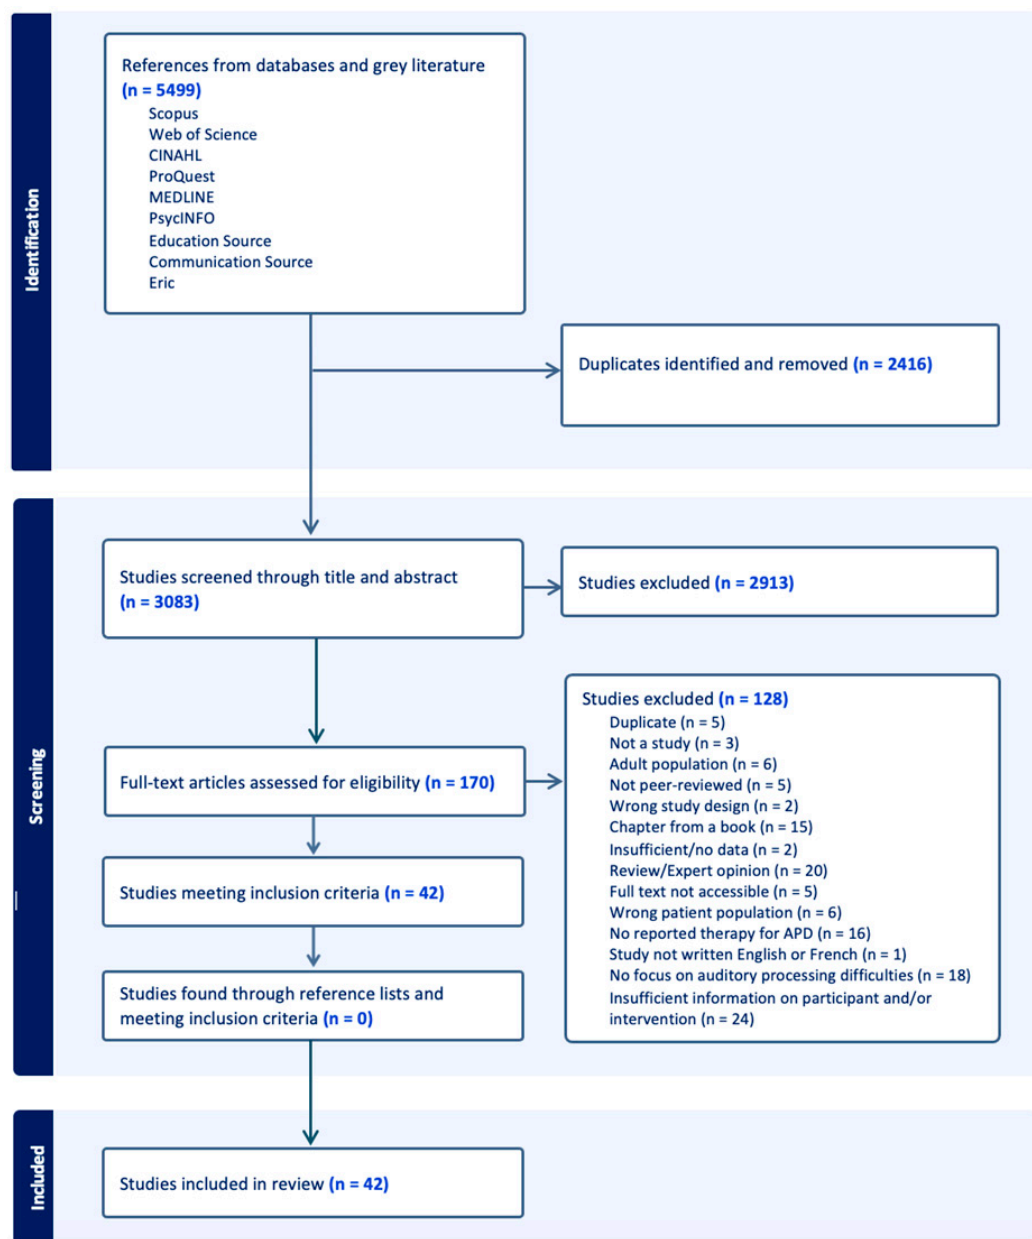 Identification
References from databases and grey literature
(n = 5499)
Scopus
Web of Science
CINAHL
ProQuest
MEDLINE
PsycINFO
Education Source
Communication Source
Eric
Duplicates identified and removed (n = 2416)
Screening
Studies screened through title and abstract
(n = 3083)
Studies excluded (n = 2913)
Full-text articles assessed for eligibility (n = 170)
Studies excluded (n = 128)
Duplicate (n = 5)
Not a study (n = 3)
Adult population (n = 6)
Not peer-reviewed (n = 5)
Wrong study design (n = 2)
Chapter from a book (n = 15)
Insufficient/no data (n = 2)
Review/Expert opinion (n = 20)
Full text not accessible (n = 5)
Wrong patient population (n = 6)
No reported therapy for APD (n = 16)
Study not written English or French (n = 1)
No focus on auditory processing difficulties (n = 18)
Insufficient information on participant and/or
intervention (n = 24)
Studies meeting inclusion criteria (n = 42)
Studies found through reference lists and
meeting inclusion criteria (n = 0)
Included
Studies included in review (n = 42)